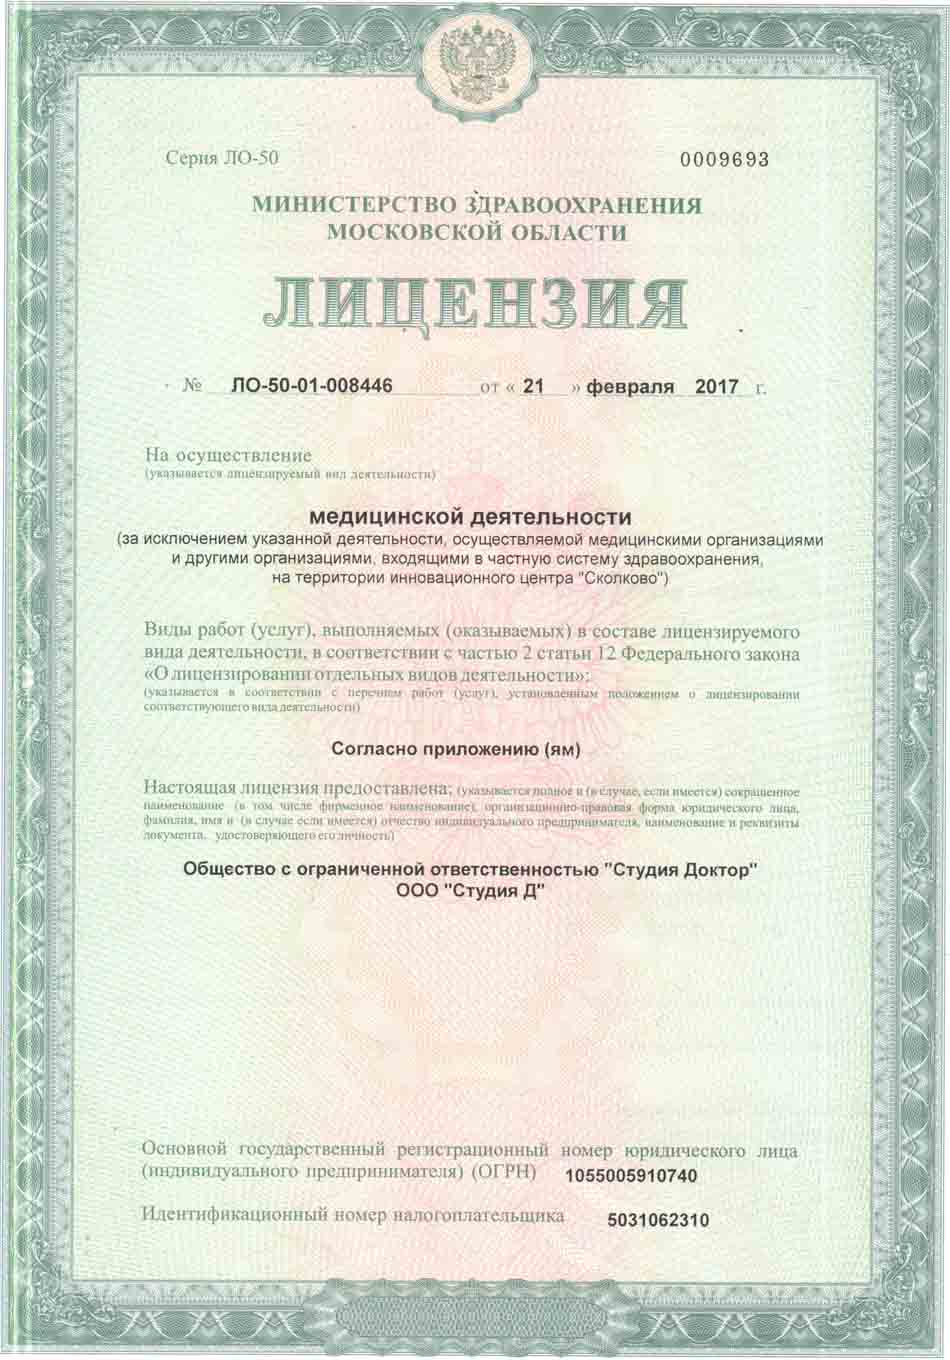 Серия ЛО-50
0009693
МИНИСТЕРСТВО ЗДРАВООХРАНЕНИЯ
МОСКОВСКОЙ ОБЛАСТИ
ЛИЦЕНЗИЯ
№ ЛО-50-01-008446 от « 21 » февраля 2017 г.
На осуществление
(указывается лицензируемый вид деятельности)
медицинской деятельности
(за исключением указанной деятельности, осуществляемой медицинскими организациями
и другими организациями, входящими в частную систему здравоохранения,
на территории инновационного центра "Сколково")
Виды работ (услуг), выполняемых (оказываемых) в составе лицензируемого
вида деятельности, в соответствии с частью 2 статьи 12 Федерального закона
«О лицензировании отдельных видов деятельности»:
(указывается в соответствии с перечнем работ (услуг), установленным положением о лицензировании
соответствующего вида деятельности)
Согласно приложению (ям)
Настоящая лицензия предоставлена: (указывается полное и (в случае, если имеется) сокращенное
наименование (в том числе фирменное наименование), организационно-правовая форма юридического лица,
фамилия, имя и (в случае если имеется) отчество индивидуального предпринимателя, наименование и реквизиты
документа, удостоверяющего его личность)
Общество с ограниченной ответственностью "Студия Доктор"
ООО "Студия Д"
Основной государственный регистрационный номер юридического лица
(индивидуального предпринимателя) (ОГРН) 1055005910740
Идентификационный номер налогоплательщика 5031062310